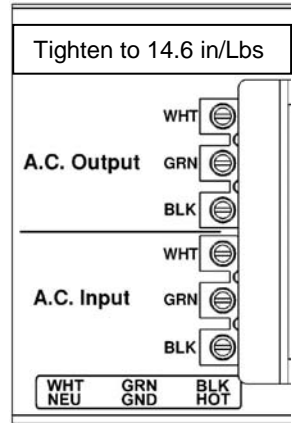 Tighten to 14.6 in/Lbs
WHT
A.C. Output GRN
BLK
WHT
A.C. Input GRN
BLK
WHT GRN BLK
NEU GND HOT